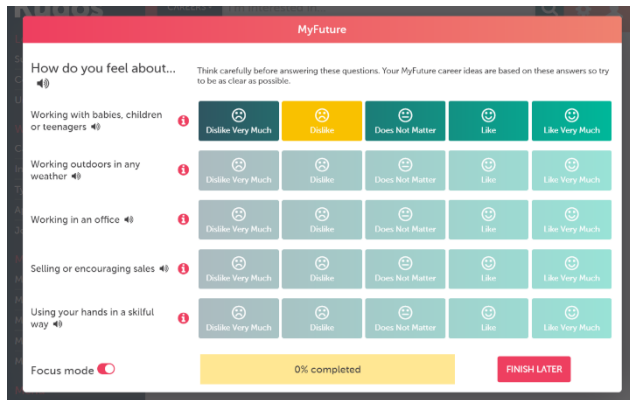 Kudos
MyFuture
How do you feel about...
Think carefully before answering these questions. Your MyFuture career ideas are based on these answers so try
to be as clear as possible.
Working with babies, children
or teenagers
Dislike Very Much
Dislike
Does Not Matter
Like
Like Very Much
Working outdoors in any
weather
Dislike Very Much
Dislike
Does Not Matter
Like
Like Very Much
Working in an office
Dislike Very Much
Dislike
Does Not Matter
Like
Like Very Much
Selling or encouraging sales
Dislike Very Much
Dislike
Does Not Matter
Like
Like Very Much
Using your hands in a skilful
way
Dislike Very Much
Dislike
Does Not Matter
Like
Like Very Much
Focus mode
0% completed
FINISH LATER